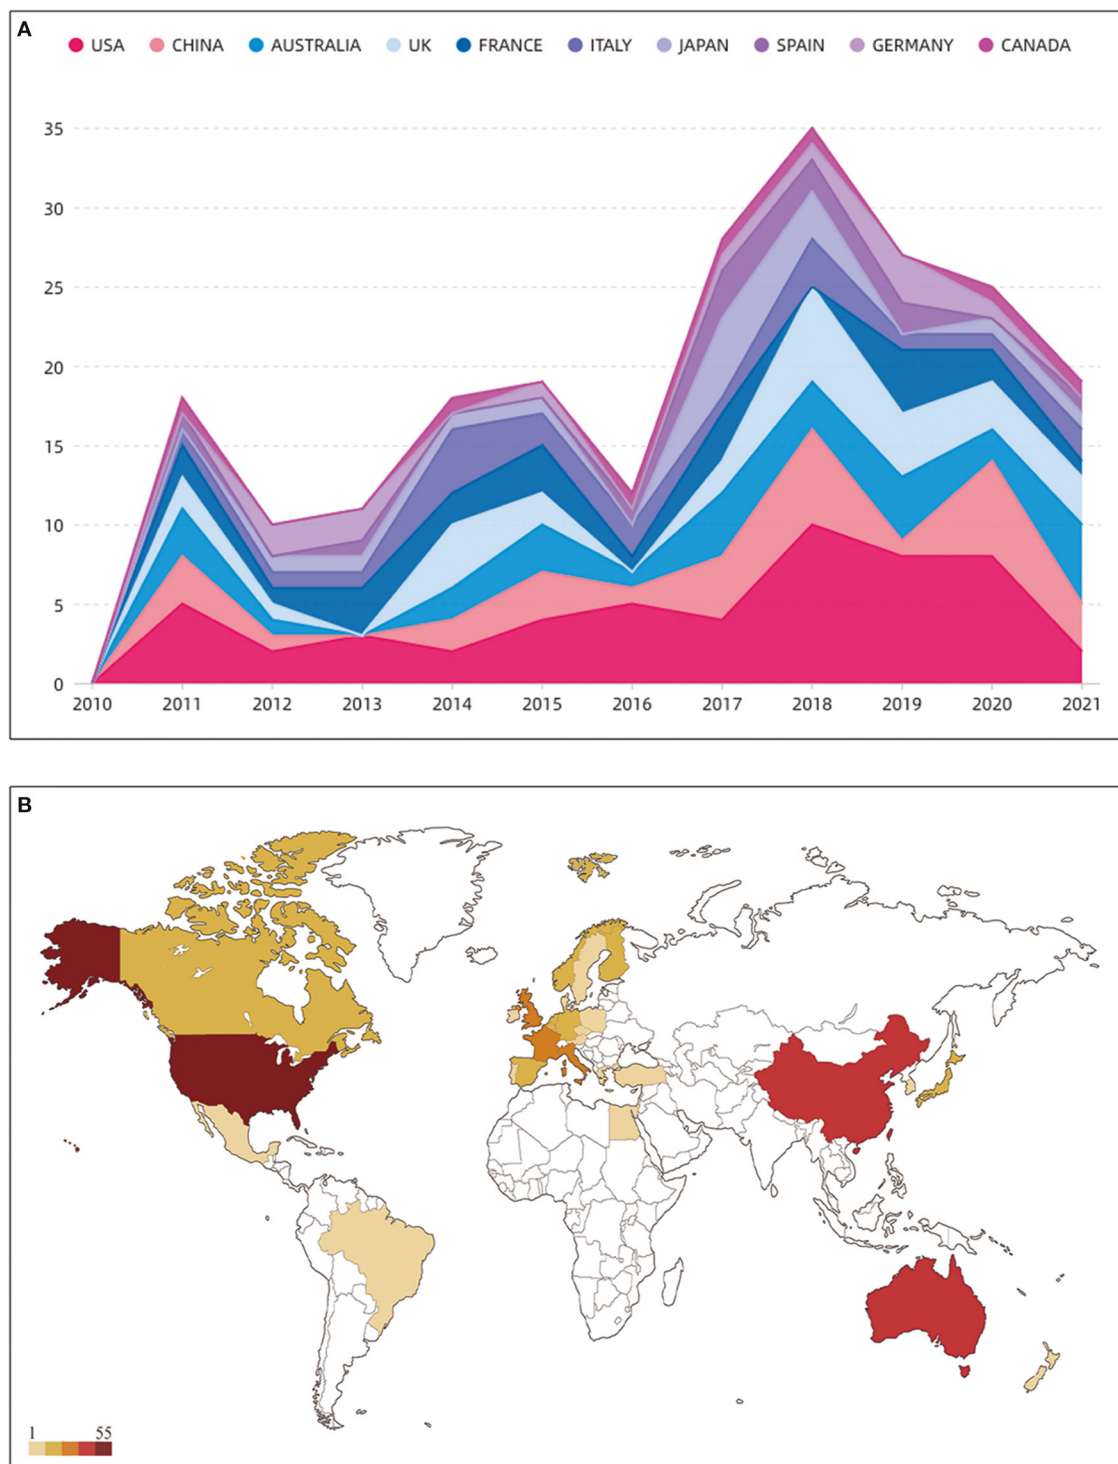 A
USA CHINA AUSTRALIA UK FRANCE ITALY JAPAN SPAIN GERMANY CANADA
35
30
25
20
15
10
5
0
2010 2011 2012 2013 2014 2015 2016 2017 2018 2019 2020 2021
B
1 55